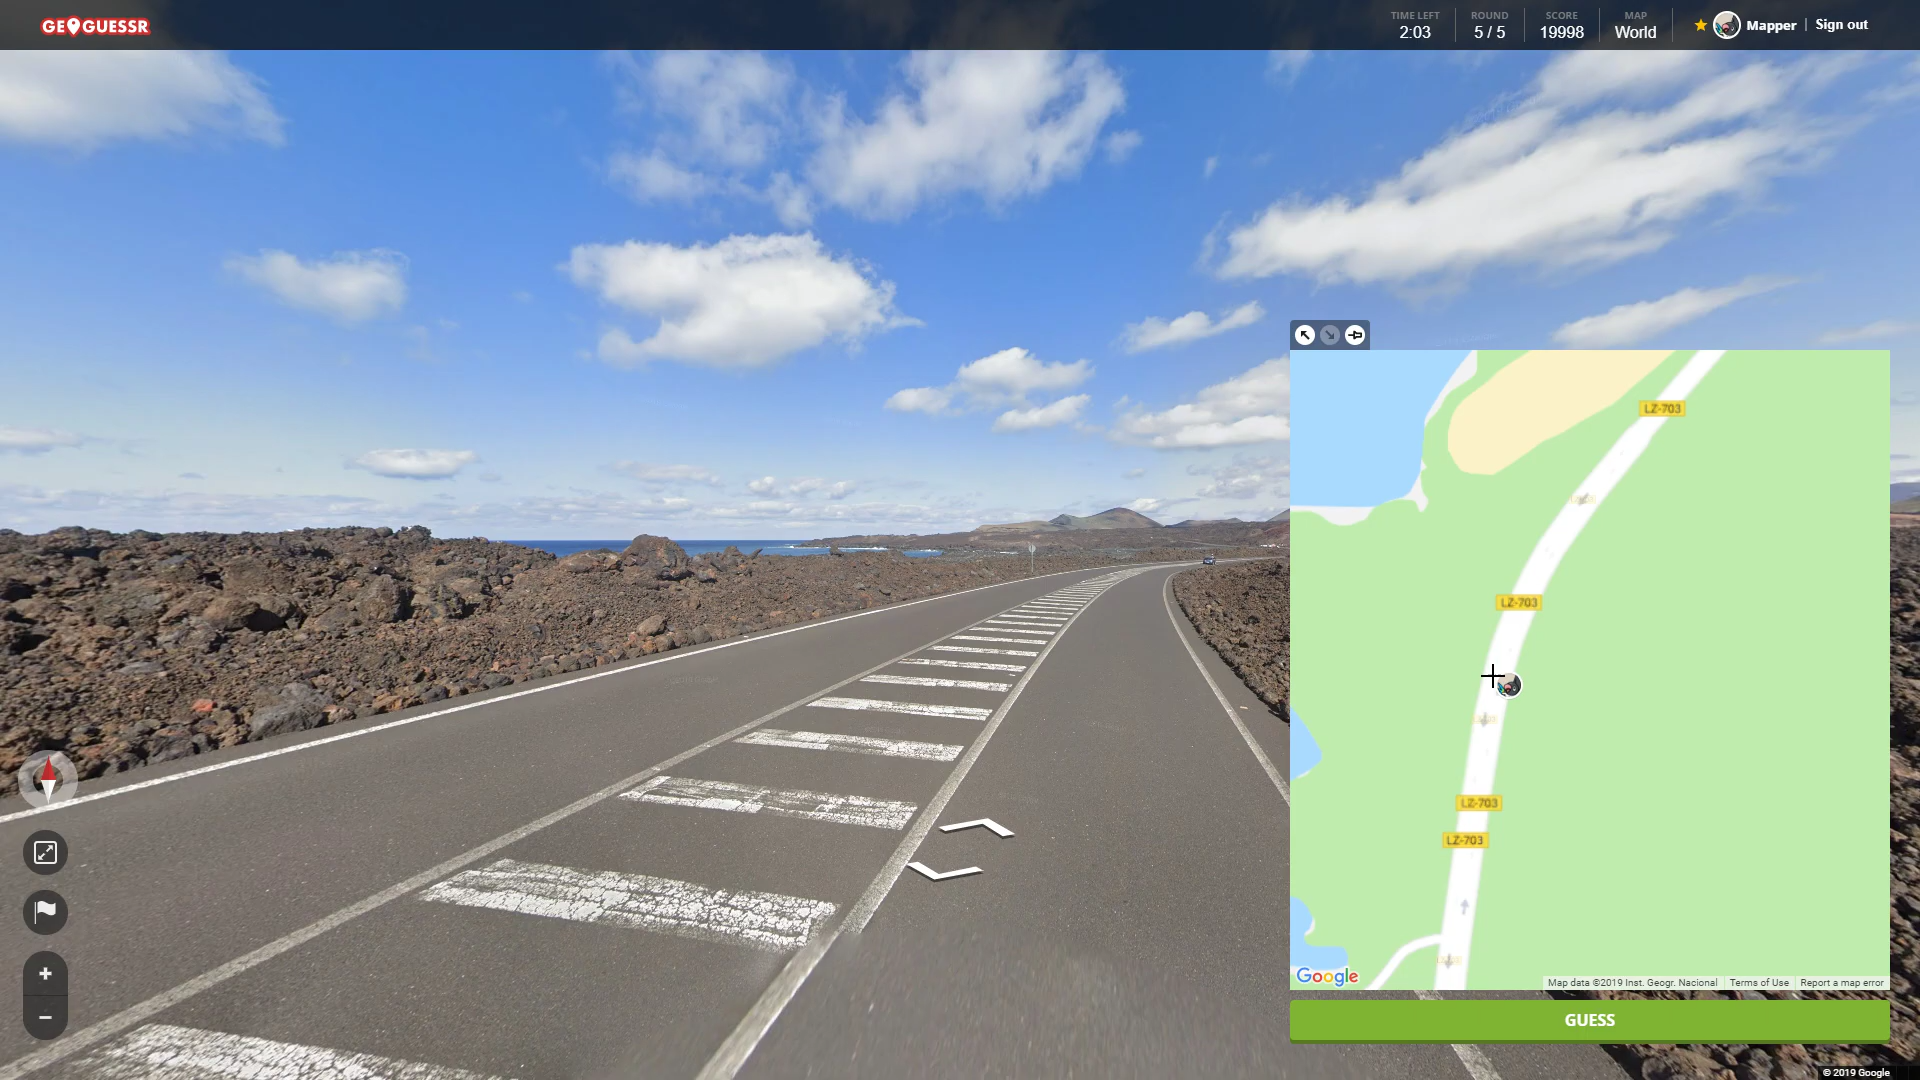 GEOGUESSR
TIME LEFT
2:03
ROUND
5 / 5
SCORE
19998
MAP
World
Mapper
Sign out
LZ-703
LZ-703
LZ-703
LZ-703
Google
Map data ©2019 Inst. Geogr. Nacional
Terms of Use
Report a map error
GUESS
© 2019 Google